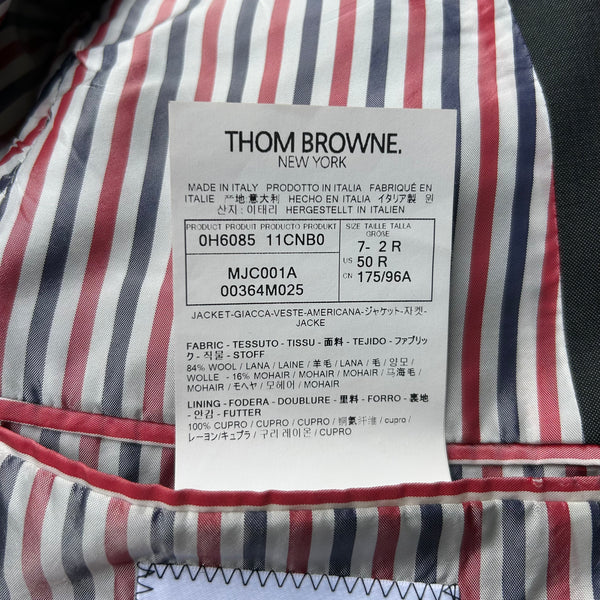 THOM BROWNE.
NEW YORK
MADE IN ITALY PRODOTTO IN ITALIA FABRIQUÉ EN
ITALIE 产地:意大利 HECHO EN ITALIA イタリア製 원
산지: 이태리 HERGESTELLT IN ITALIEN
PRODUCT PRODUIT PRODUCTO PRODUKT
0H6085 11CNB0
MJC001A
00364M025
SIZE TAILLE TALLA
GRÖßE
7- 2 R
US 50 R
CN 175/96A
JACKET-GIACCA-VESTE-AMERICANA-ジャケット-자켓-
JACKE
FABRIC - TESSUTO - TISSU - 面料 - TEJIDO - ファブリッ
ク - 직물 - STOFF
84% WOOL / LANA / LAINE / 羊毛 / LANA / 毛 / 양모 /
WOLLE - 16% MOHAIR / MOHAIR / MOHAIR / 马海毛 /
MOHAIR / モヘヤ / 모헤어 / MOHAIR
LINING - FODERA - DOUBLURE - 里料 - FORRO - 裏地
- 안감 - FUTTER
100% CUPRO / CUPRO / CUPRO / 铜氨纤维 / cupro /
レーヨン/キュプラ / 구리 레이온 / CUPRO